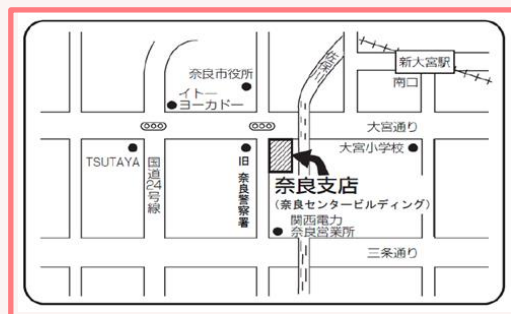 奈良市役所
イトー
ヨーカドー
佐保川
新大宮駅
南口
大宮通り
TSUTAYA
国道24号線
旧 奈良警察署
大宮小学校
奈良支店
(奈良センタービルディング)
関西電力
奈良営業所
三条通り